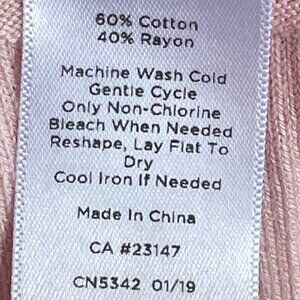 60% Cotton
40% Rayon
Machine Wash Cold
Gentle Cycle
Only Non-Chlorine
Bleach When Needed
Reshape, Lay Flat To
Dry
Cool Iron If Needed
Made In China
CA #23147
CN5342 01/19